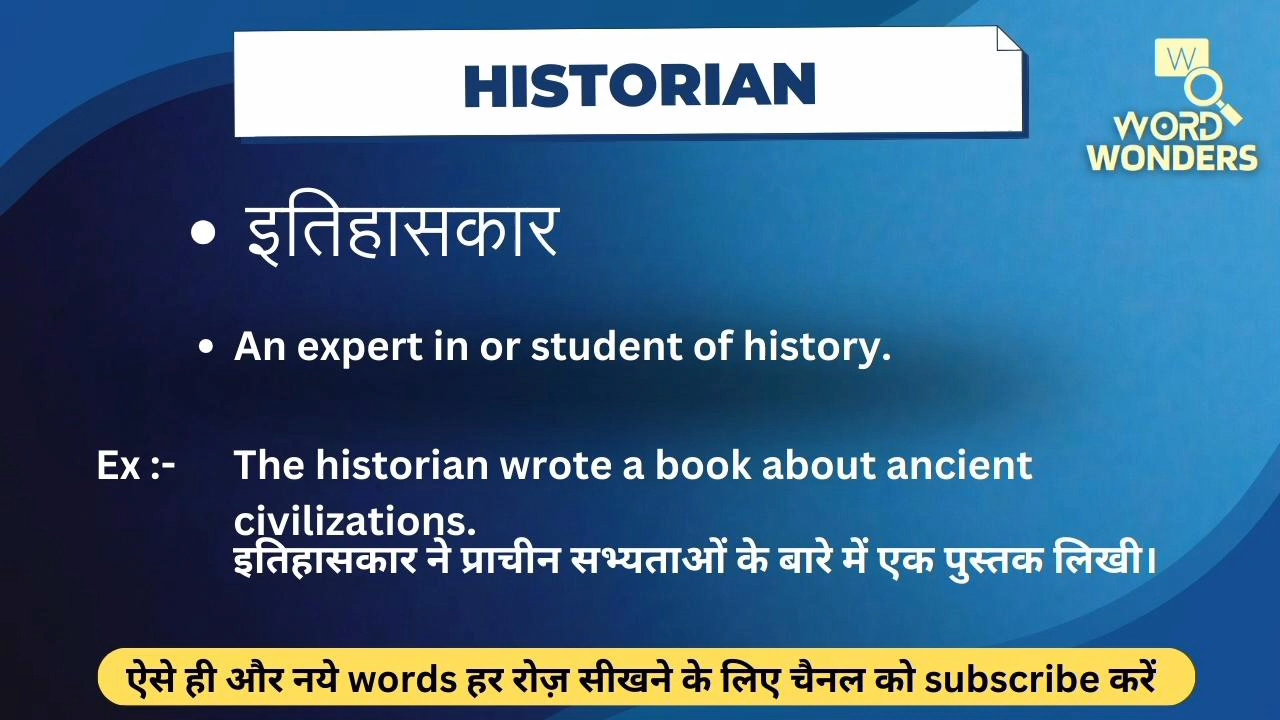 HISTORIAN
W
WORD
WONDERS
• इतिहासकार
• An expert in or student of history.
Ex :- The historian wrote a book about ancient
civilizations.
इतिहासकार ने प्राचीन सभ्यताओं के बारे में एक पुस्तक लिखी।
ऐसे ही और नये words हर रोज़ सीखने के लिए चैनल को subscribe करें